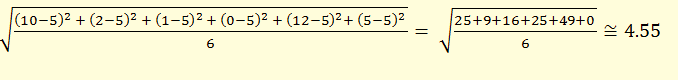 √((10−5)² + (2−5)² + (1−5)² + (0−5)² + (12−5)² + (5−5)² / 6) = √(25+9+16+25+49+0 / 6) ≅ 4.55